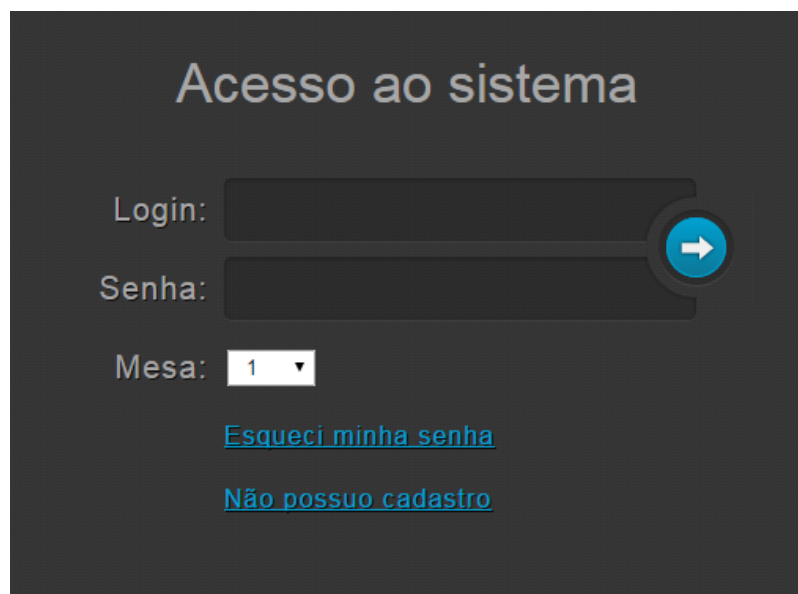 Acesso ao sistema
Login:
Senha:
Mesa: 1
Esqueci minha senha
Não possuo cadastro